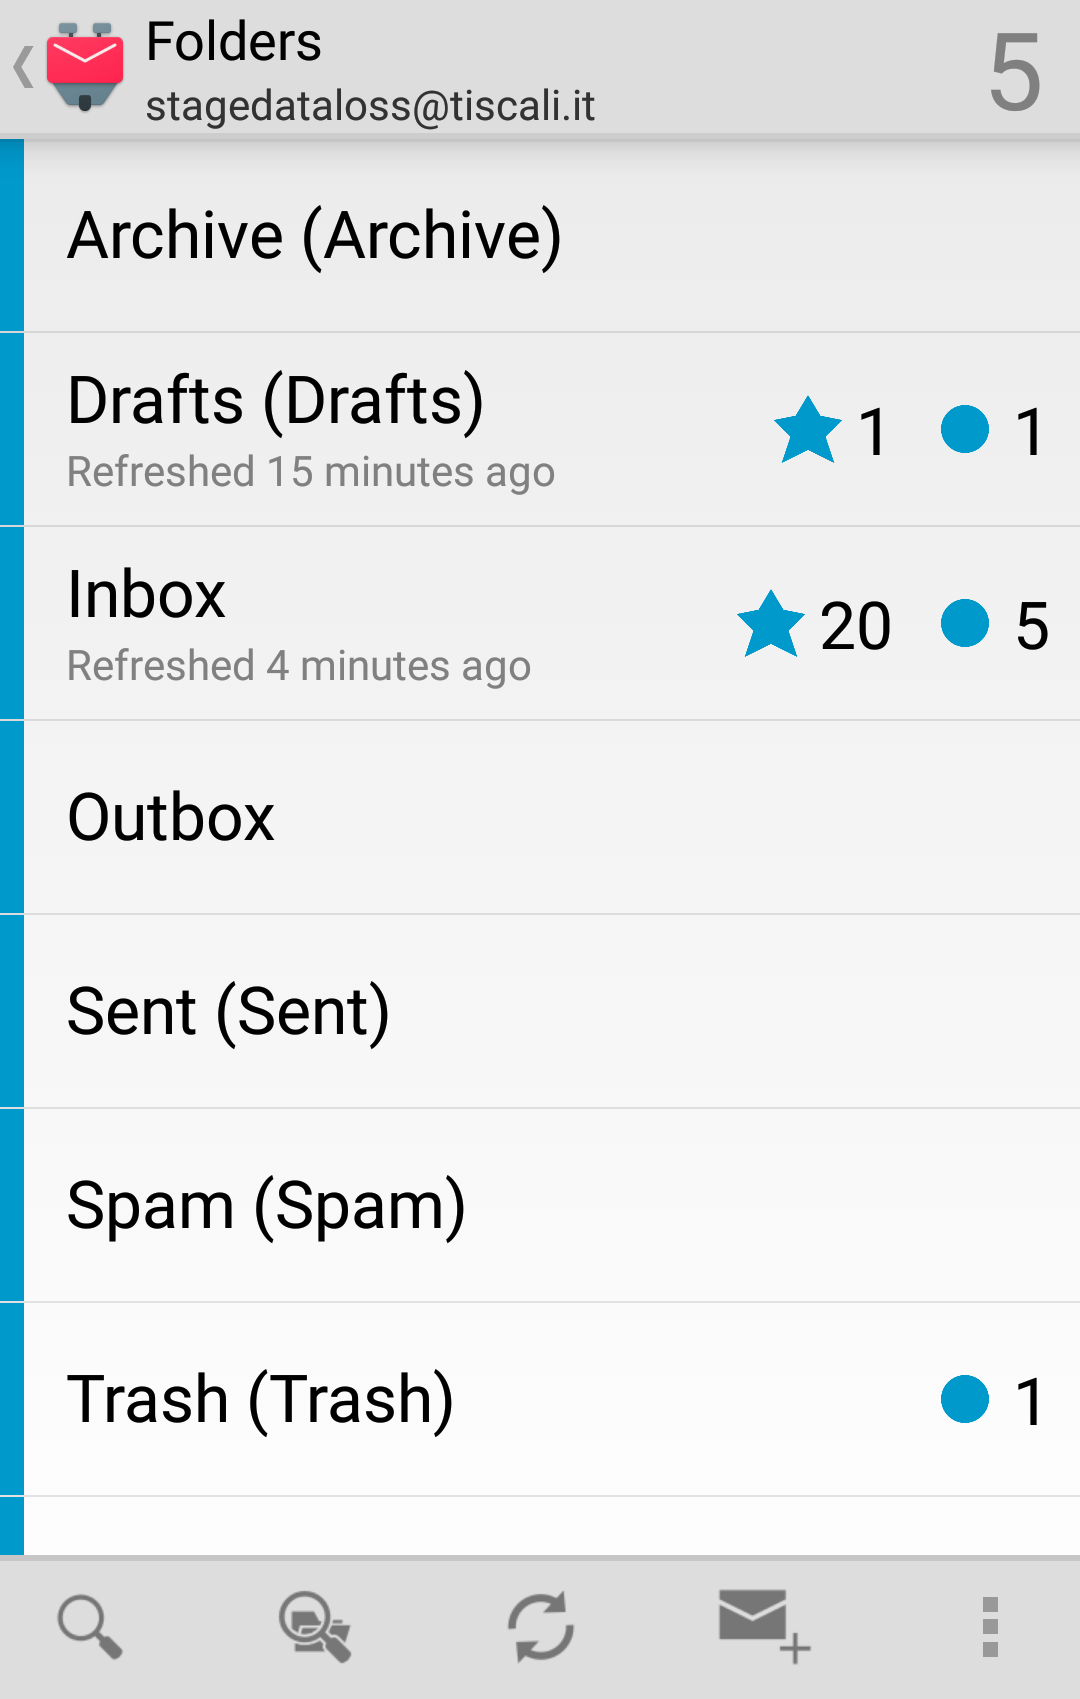 Folders
stagedataloss@tiscali.it
5
Archive (Archive)
Drafts (Drafts)
Refreshed 15 minutes ago
1 1
Inbox
Refreshed 4 minutes ago
20 5
Outbox
Sent (Sent)
Spam (Spam)
Trash (Trash)
1